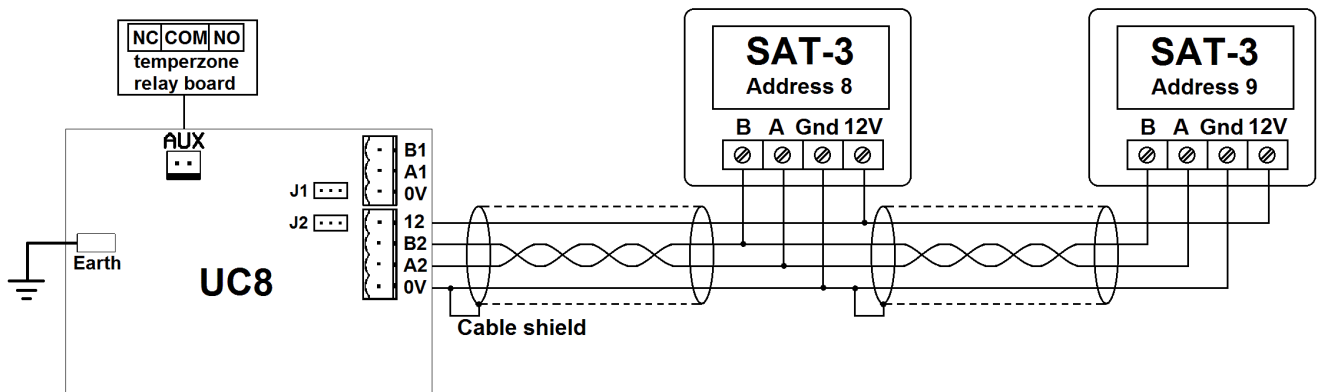 NC COM NO
temperzone
relay board
AUX
B1
A1
J1
0V
J2
12
B2
A2
0V
Earth
UC8
Cable shield
SAT-3
Address 8
B A Gnd 12V
SAT-3
Address 9
B A Gnd 12V